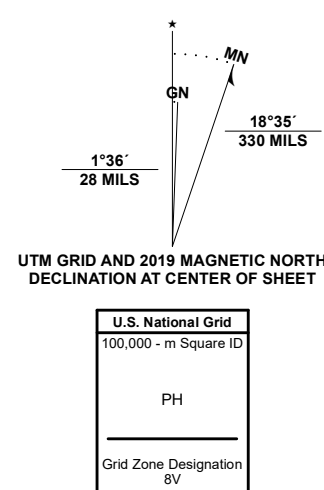 ★
MN
GN
18°35´
330 MILS
1°36´
28 MILS
UTM GRID AND 2019 MAGNETIC NORTH
DECLINATION AT CENTER OF SHEET
U.S. National Grid
100,000 - m Square ID
PH
Grid Zone Designation
8V